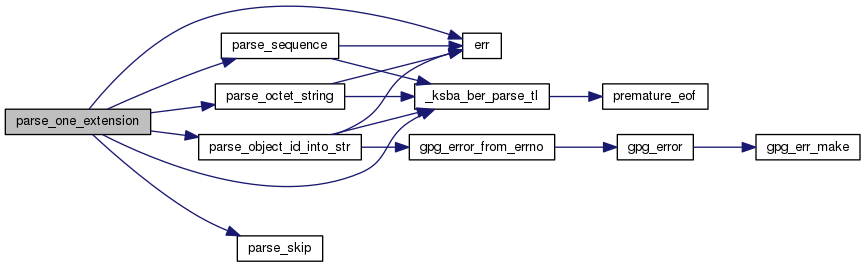 parse_one_extension
parse_sequence
err
parse_octet_string
_ksba_ber_parse_tl
premature_eof
parse_object_id_into_str
gpg_error_from_errno
gpg_error
gpg_err_make
parse_skip